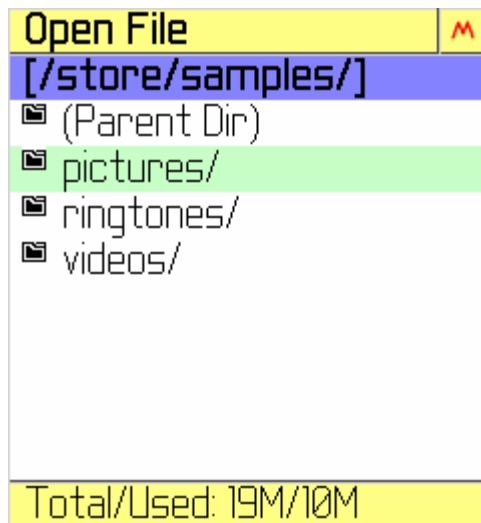 Open File
[/store/samples/]
(Parent Dir)
pictures/
ringtones/
videos/
Total/Used: 19M/10M